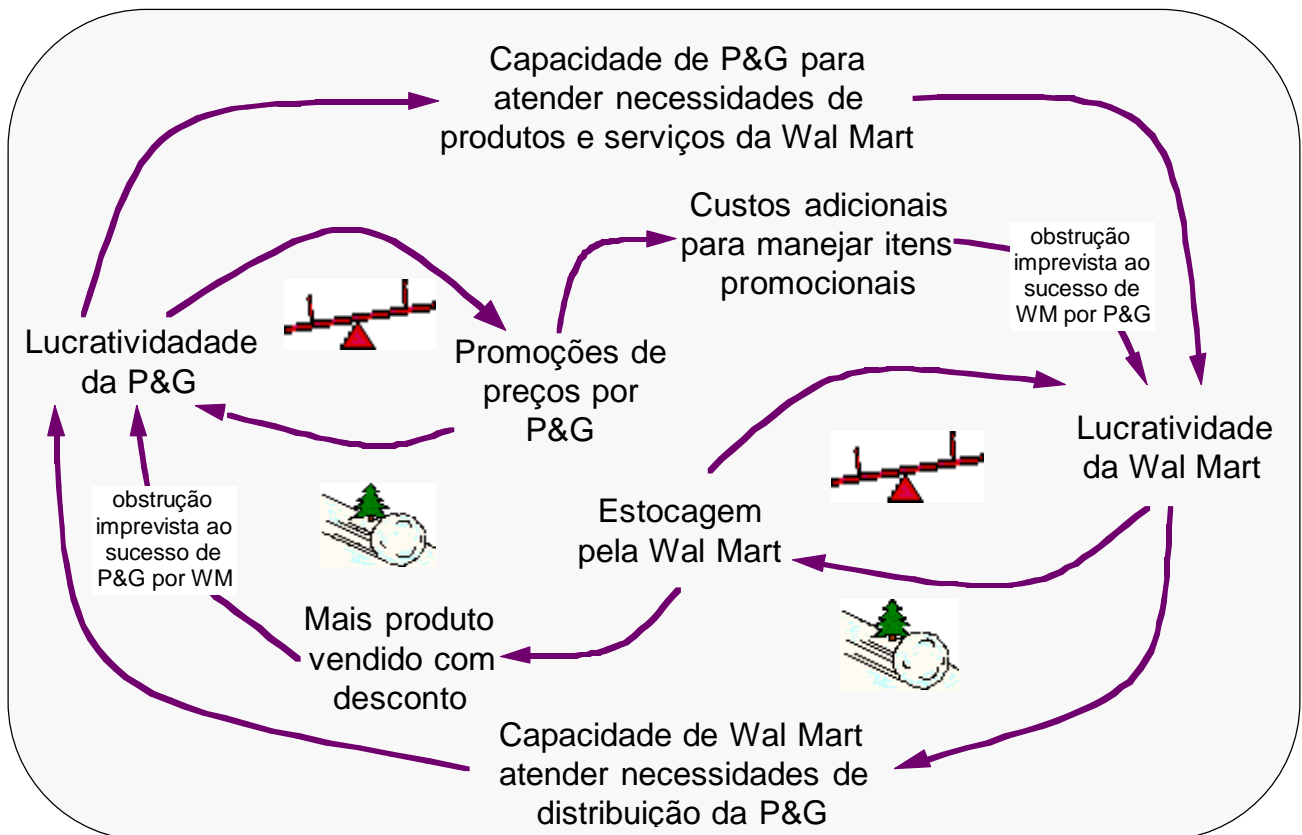 Capacidade de P&G para
atender necessidades de
produtos e serviços da Wal Mart
Custos adicionais
para manejar itens
promocionais
obstrução
imprevista ao
sucesso de
WM por P&G
Lucratividadade
da P&G
Promoções de
preços por
P&G
Lucratividade
da Wal Mart
obstrução
imprevista ao
sucesso de
P&G por WM
Estocagem
pela Wal Mart
Mais produto
vendido com
desconto
Capacidade de Wal Mart
atender necessidades de
distribuição da P&G